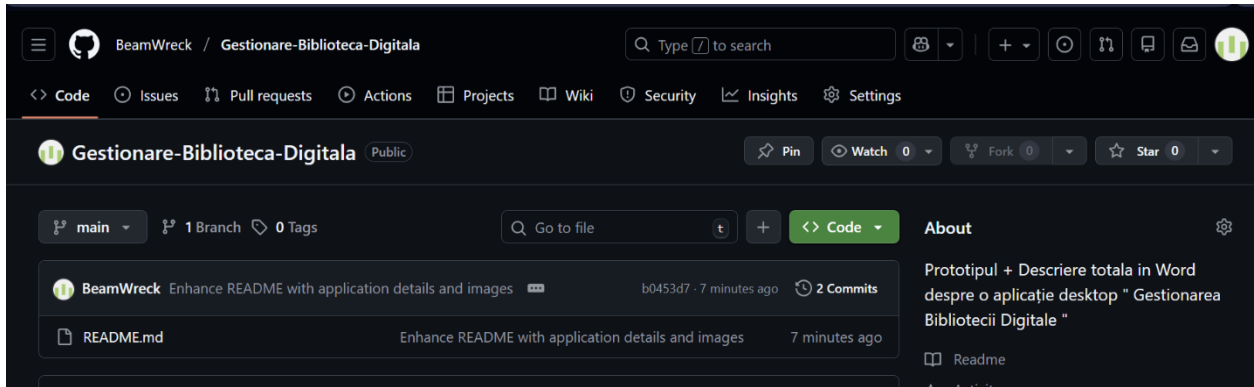 BeamWreck / Gestionare-Biblioteca-Digitala
Type / to search
Code Issues Pull requests Actions Projects Wiki Security Insights Settings
Gestionare-Biblioteca-Digitala Public
Pin Watch 0 Fork 0 Star 0
main 1 Branch 0 Tags Go to file t Code
About
Prototipul + Descriere totala in Word
despre o aplicație desktop " Gestionarea
Bibliotecii Digitale "
BeamWreck Enhance README with application details and images b0453d7 · 7 minutes ago 2 Commits
README.md Enhance README with application details and images 7 minutes ago
Readme